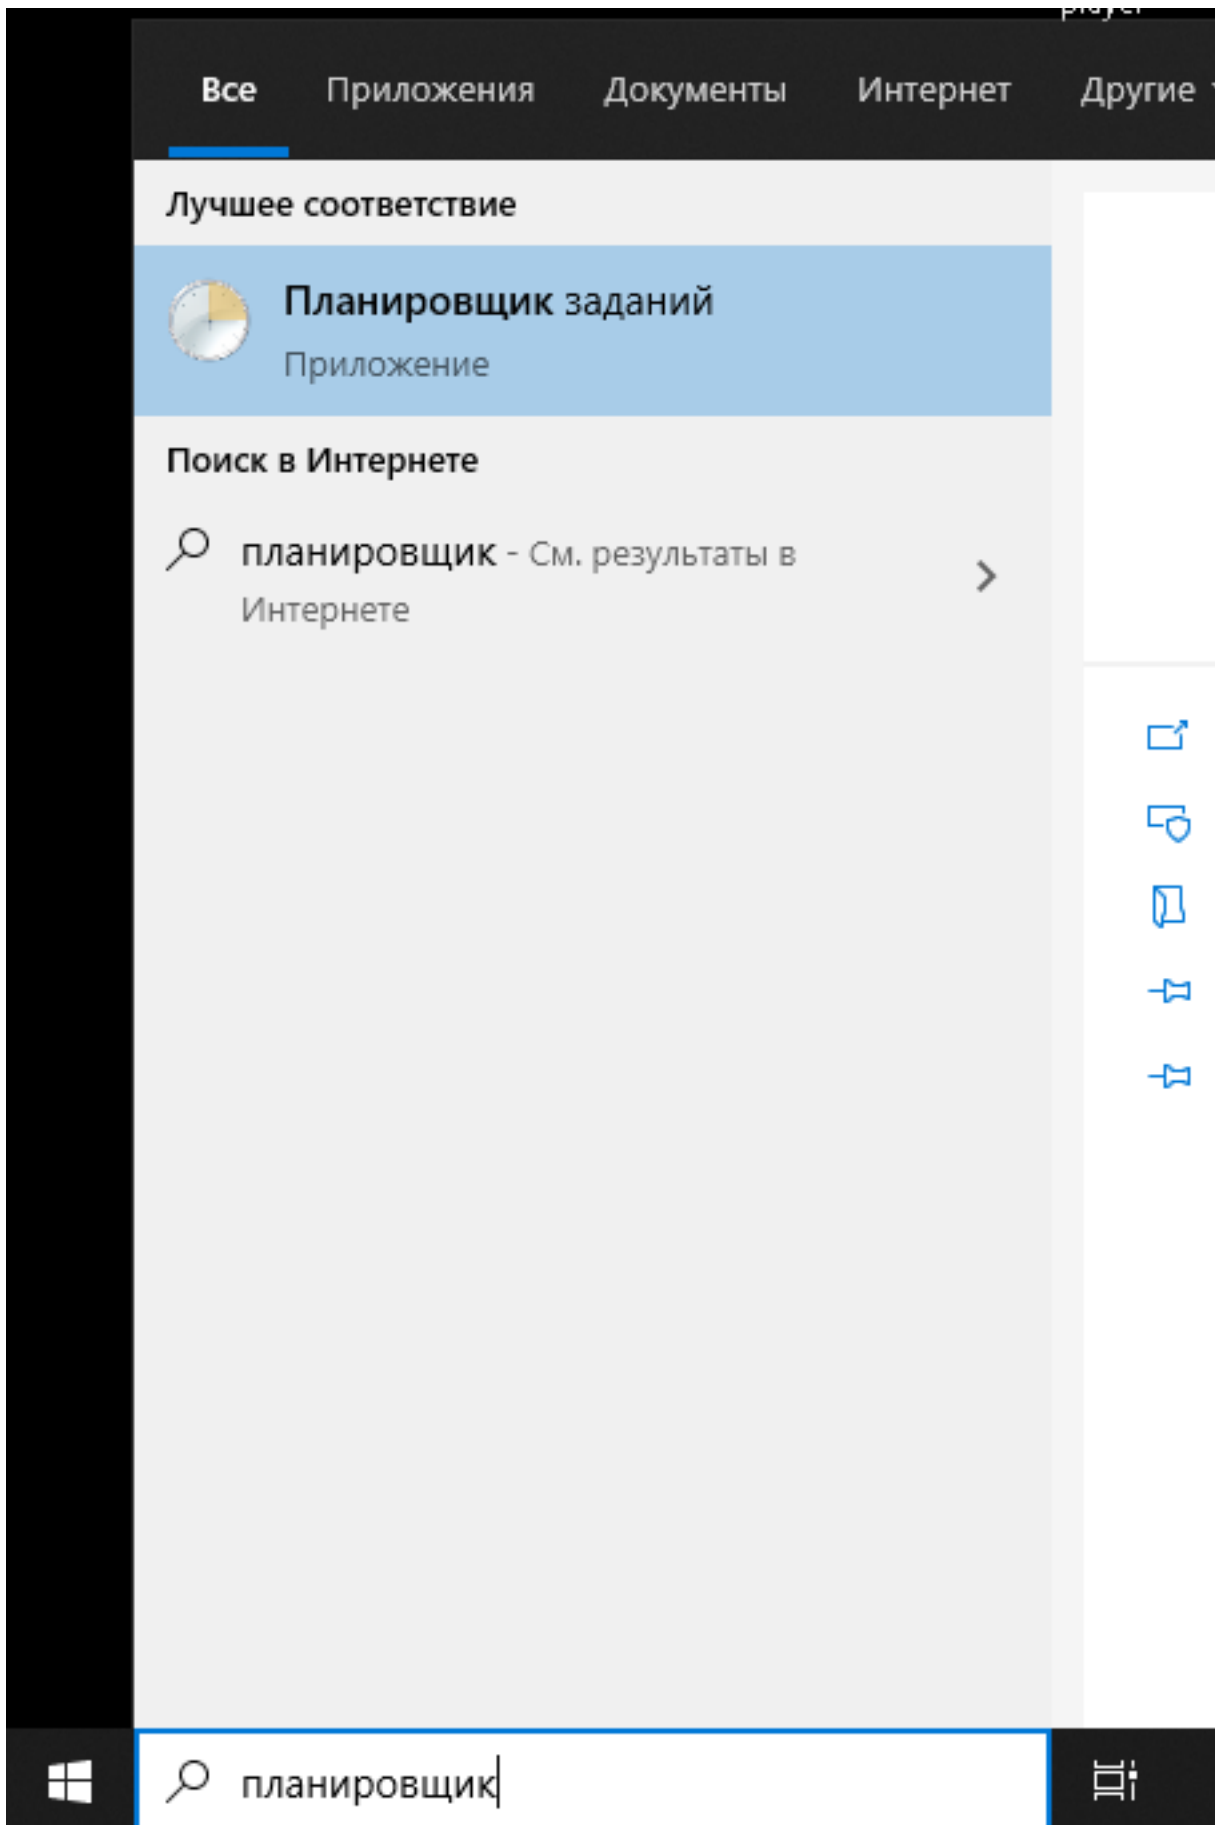 Все Приложения Документы Интернет Другие
Лучшее соответствие
Планировщик заданий
Приложение
Поиск в Интернете
планировщик - См. результаты в
Интернете
планировщик